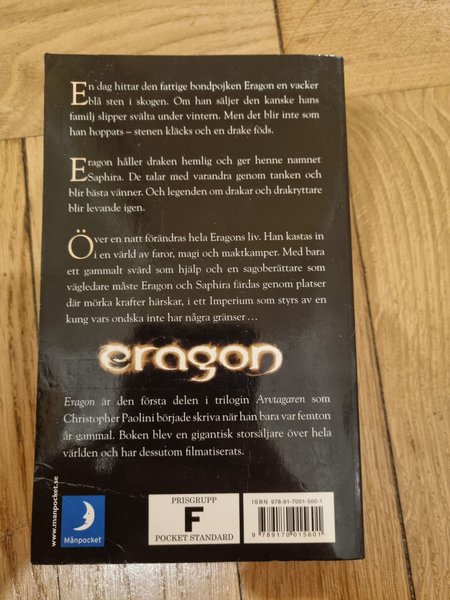 En dag hittar den fattige bondpojken Eragon en vacker
blå sten i skogen. Om han säljer den kanske hans
familj slipper svälta under vintern. Men det blir inte som
han hoppats – stenen kläcks och en drake föds.
Eragon håller draken hemlig och ger henne namnet
Saphira. De talar med varandra genom tanken och
blir bästa vänner. Och legenden om drakar och drakryttare
blir levande igen.
Över en natt förändras hela Eragons liv. Han kastas in
i en värld av faror, magi och maktkamper. Med bara
ett gammalt svärd som hjälp och en sagoberättare som
vägledare måste Eragon och Saphira färdas genom platser
där mörka krafter härskar, i ett Imperium som styrs av en
kung vars ondska inte har några gränser ...
eragon
Eragon är den första delen i trilogin Arvtagaren som
Christopher Paolini började skriva när han bara var femton
år gammal. Boken blev en gigantisk storsäljare över hela
världen och har dessutom filmatiserats.
www.manpocket.se
Månpocket
PRISGRUPP
F
POCKET STANDARD
ISBN 978-91-7001-560-1
9 789170 015601